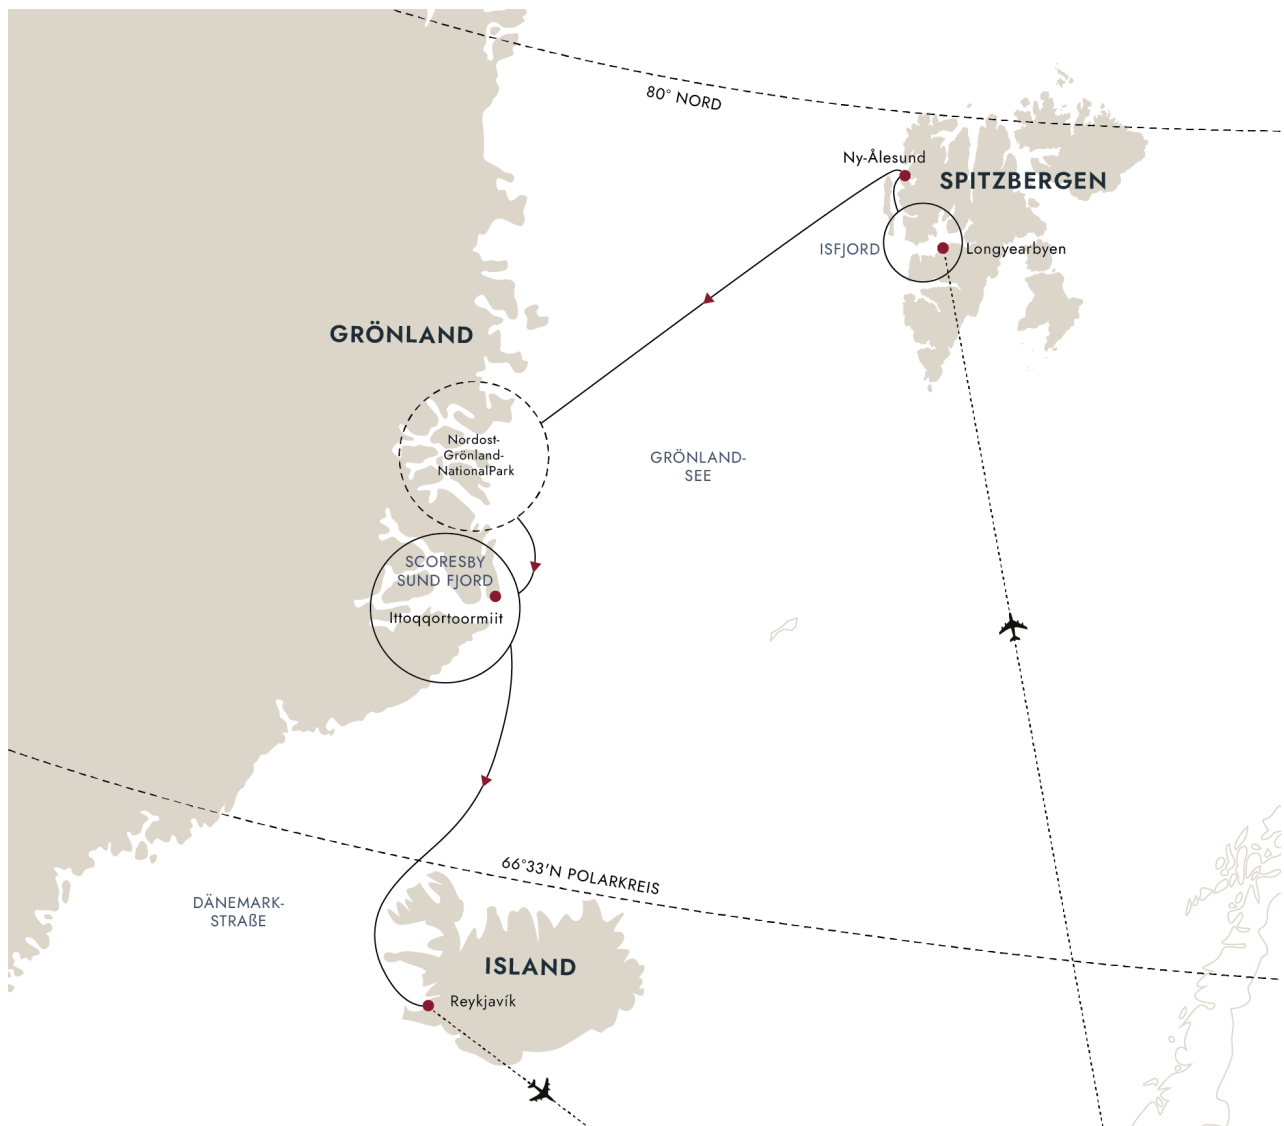 80° NORD
Ny-Ålesund
SPITZBERGEN
ISFJORD
Longyearbyen
GRÖNLAND
Nordost-
Grönland-
NationalPark
GRÖNLAND-
SEE
SCORESBY
SUND FJORD
Ittoqqortoormiit
66°33'N POLARKREIS
DÄNEMARK-
STRAßE
ISLAND
Reykjavík